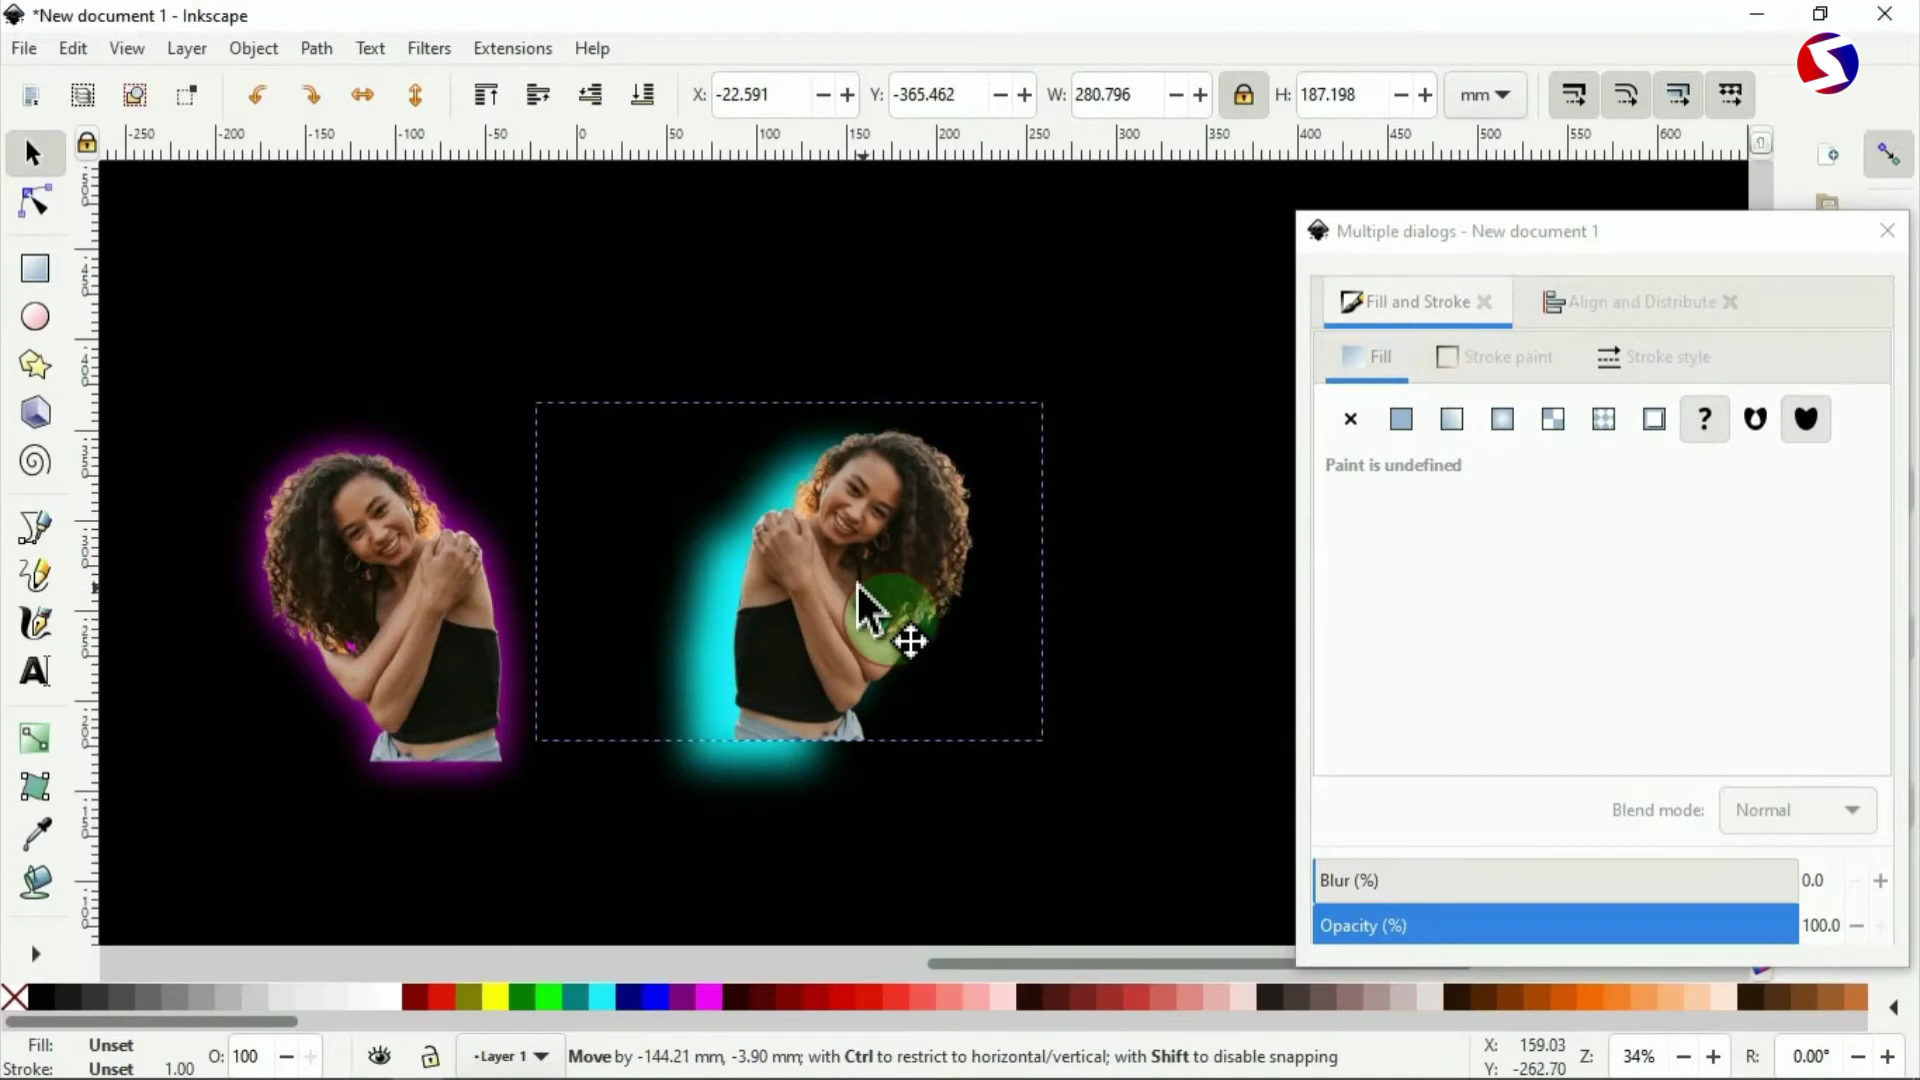 *New document 1 - Inkscape
File Edit View Layer Object Path Text Filters Extensions Help
X: -22.591 Y: -365.462 W: 280.796 H: 187.198 mm
-250 -200 -150 -100 -50 0 50 100 150 200 250 300 350 400 450 500 550 600
Multiple dialogs - New document 1
Fill and Stroke Align and Distribute
Fill Stroke paint Stroke style
?
Paint is undefined
Blend mode: Normal
Blur (%) 0.0
Opacity (%) 100.0
Fill: Unset
Stroke: Unset 1.00
O: 100
Layer 1
Move by -144.21 mm, -3.90 mm; with Ctrl to restrict to horizontal/vertical; with Shift to disable snapping
X: 159.03
Y: -262.70
Z: 34%
R: 0.00°